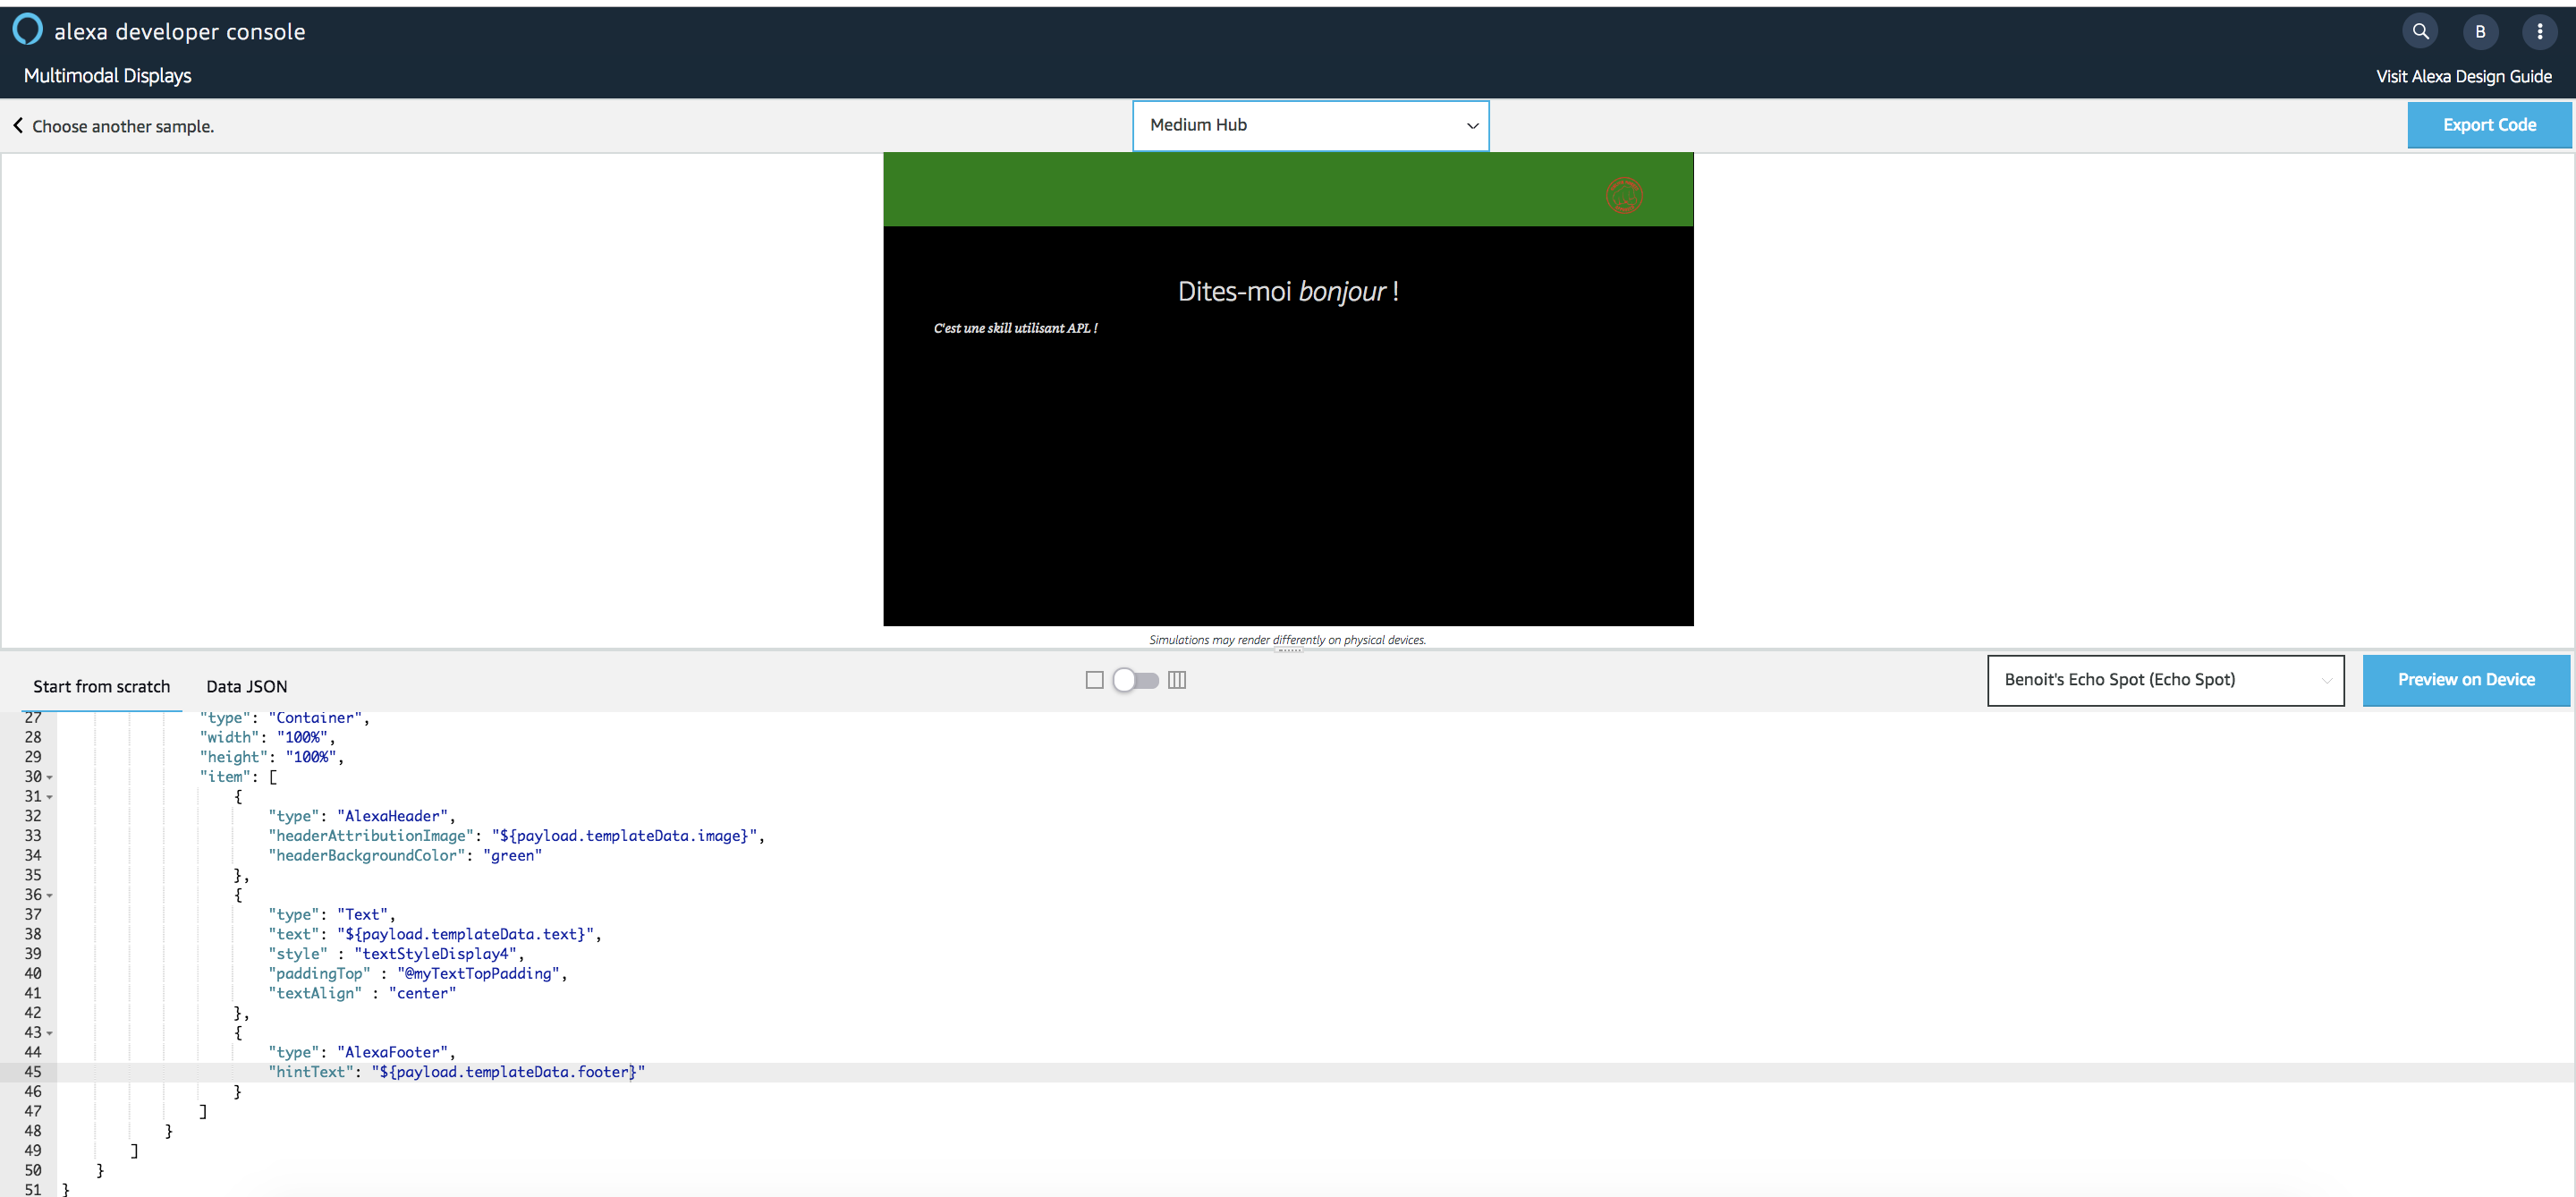 alexa developer console
B
Multimodal Displays
Visit Alexa Design Guide
Choose another sample.
Medium Hub
Export Code
Dites-moi bonjour !
C'est une skill utilisant APL !
Simulations may render differently on physical devices.
Start from scratch
Data JSON
Benoit's Echo Spot (Echo Spot)
Preview on Device
27 "type": "Container",
28 "width": "100%",
29 "height": "100%",
30 "item": [
31 {
32 "type": "AlexaHeader",
33 "headerAttributionImage": "${payload.templateData.image}",
34 "headerBackgroundColor": "green"
35 },
36 {
37 "type": "Text",
38 "text": "${payload.templateData.text}",
39 "style" : "textStyleDisplay4",
40 "paddingTop" : "@myTextTopPadding",
41 "textAlign" : "center"
42 },
43 {
44 "type": "AlexaFooter",
45 "hintText": "${payload.templateData.footer}"
46 }
47 ]
48 }
49 ]
50 }
51 }